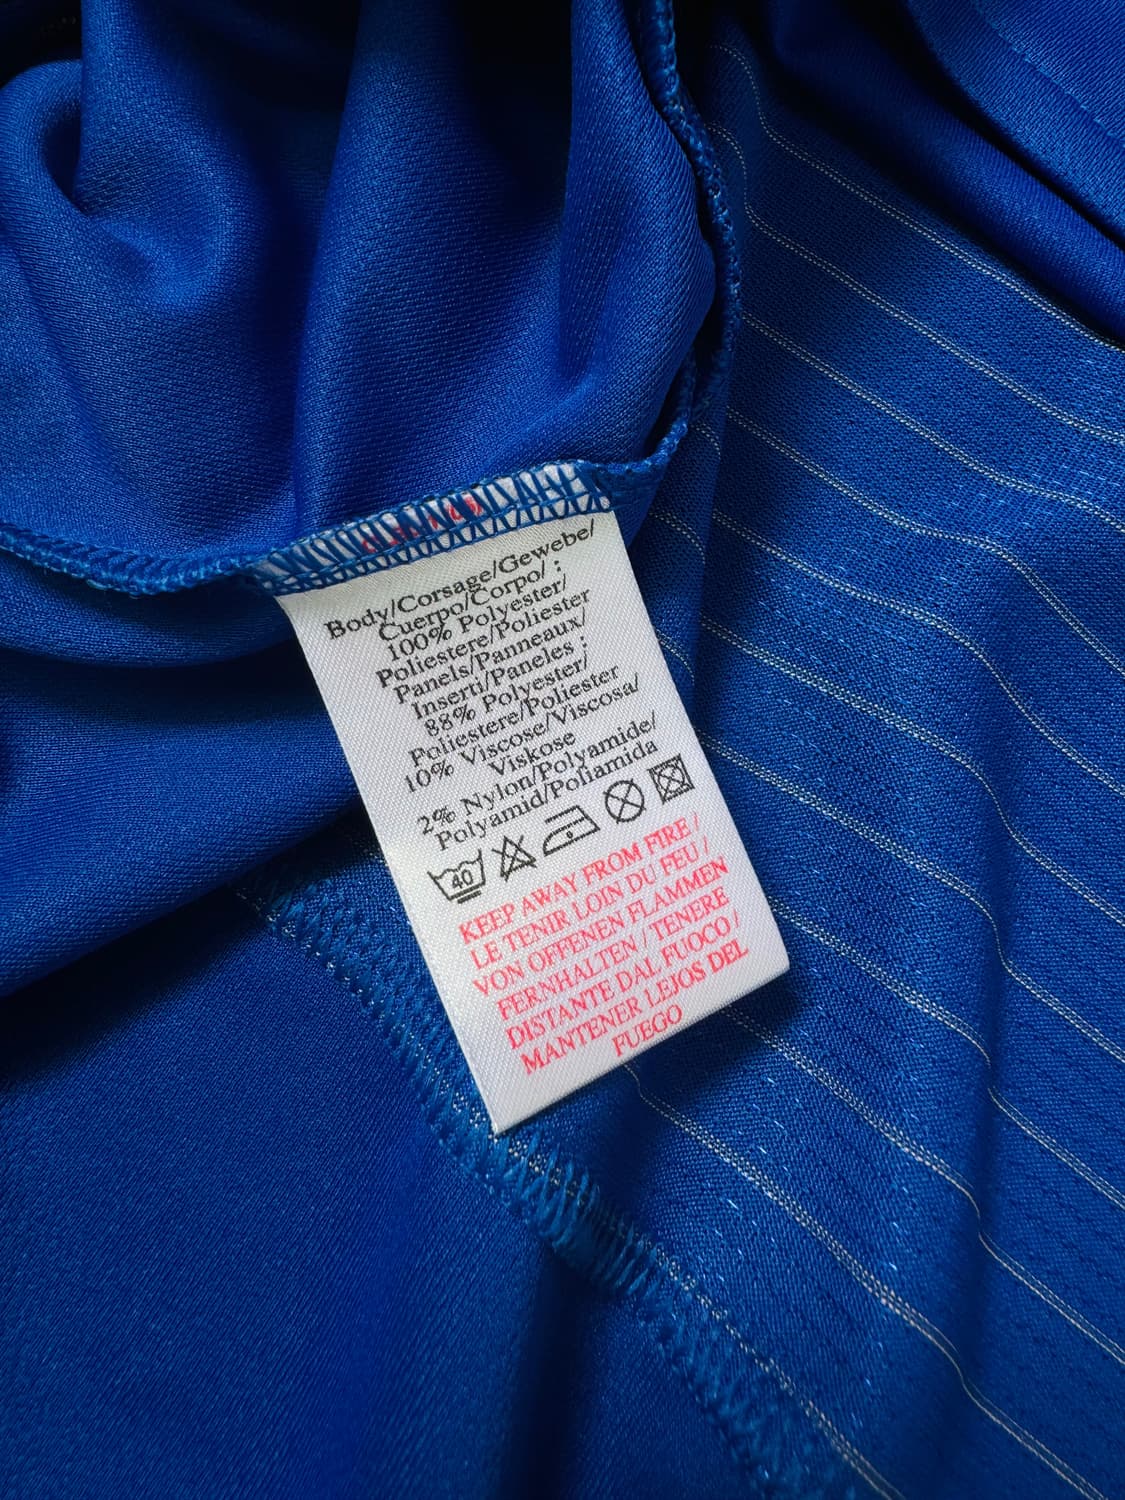 Body/Corsage/Gewebe/
Cuerpo/Corpo/ :
100% Polyester/
Poliestere/Poliester
Panels/Panneaux/
Inserti/Paneles :
88% Polyester/
Poliestere/Poliester
10% Viscose/Viscosa/
Viskose
2% Nylon/Polyamide/
Polyamid/Poliamida
40
KEEP AWAY FROM FIRE /
LE TENIR LOIN DU FEU /
VON OFFENEN FLAMMEN
FERNHALTEN / TENERE
DISTANTE DAL FUOCO /
MANTENER LEJOS DEL
FUEGO